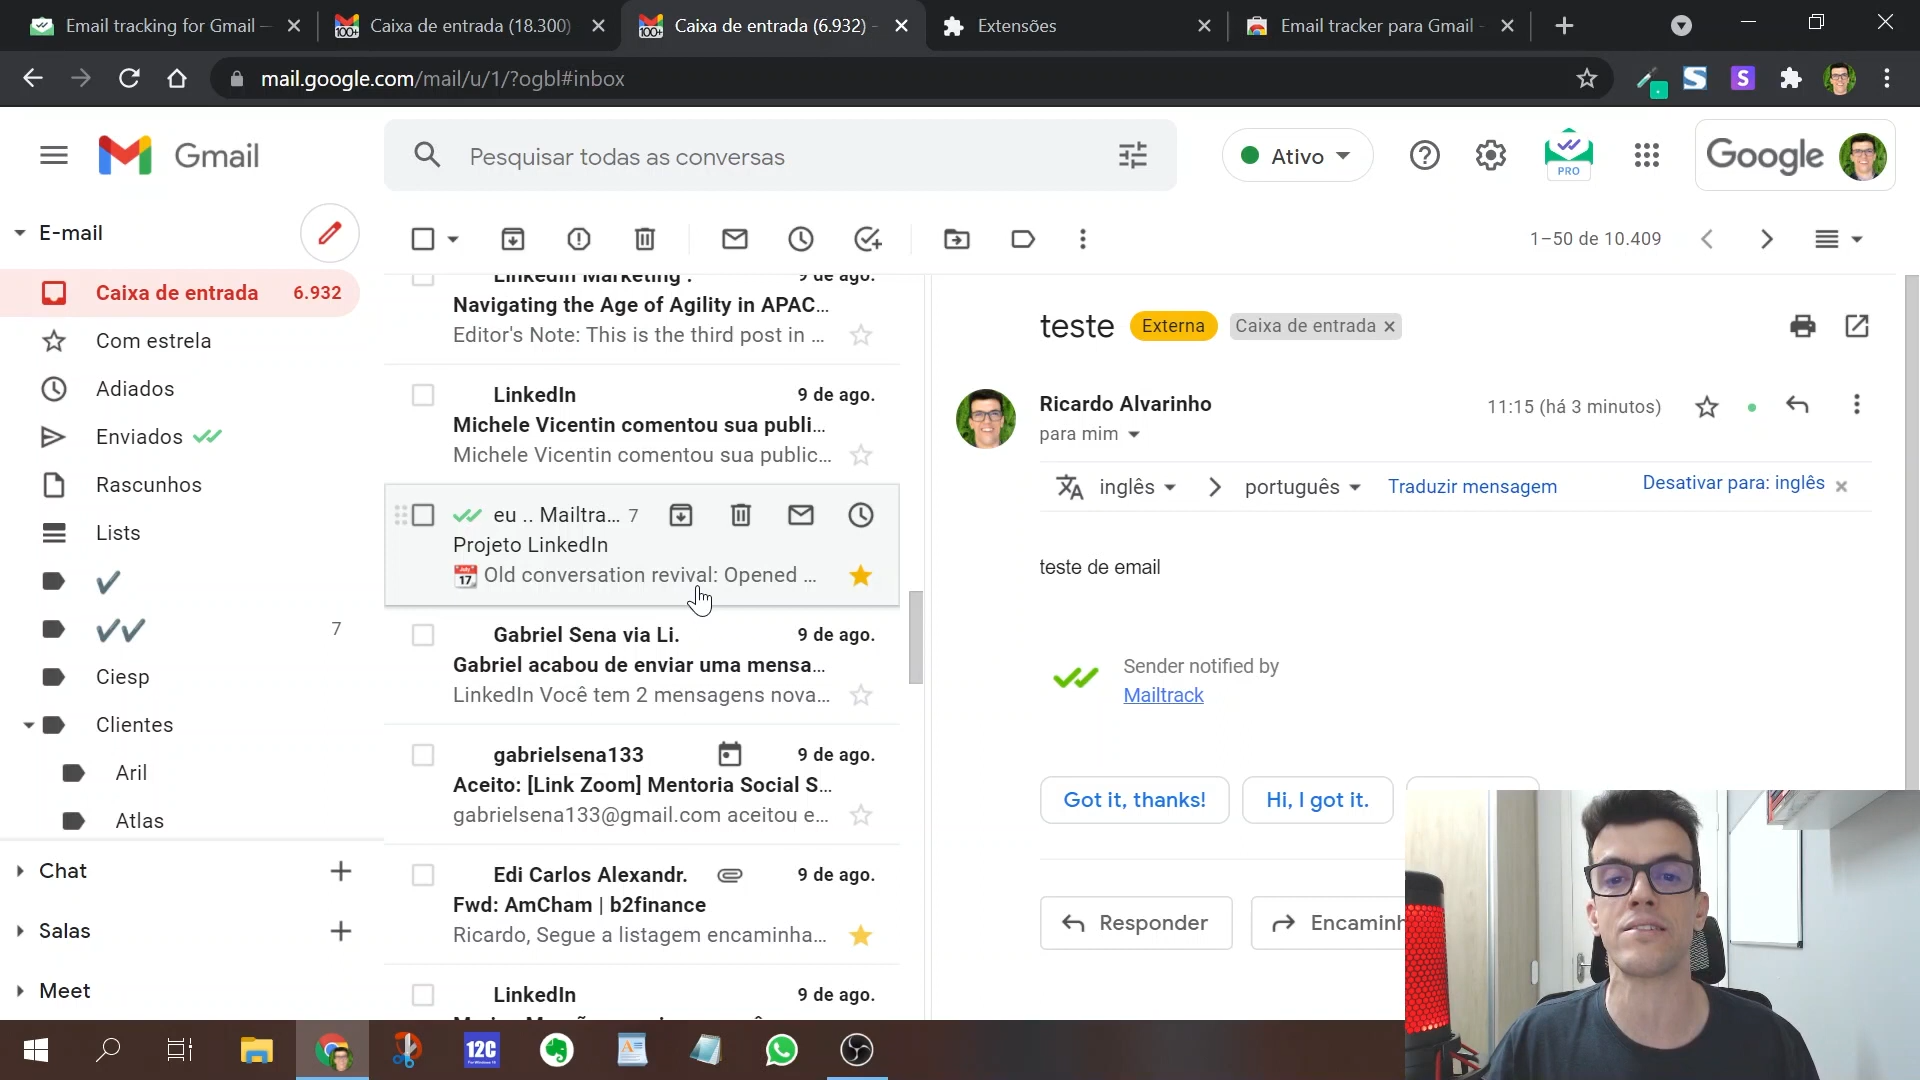 Email tracking for Gmail —
Caixa de entrada (18.300)
Caixa de entrada (6.932) -
Extensões
Email tracker para Gmail -
mail.google.com/mail/u/1/?ogbl#inbox
Gmail
Pesquisar todas as conversas
Ativo
PRO
Google
E-mail
1–50 de 10.409
Caixa de entrada 6.932
Com estrela
Adiados
Enviados
Rascunhos
Lists
7
Ciesp
Clientes
Aril
Atlas
Chat
Salas
Meet
LinkedIn Marketing . 9 de ago.
Navigating the Age of Agility in APAC...
Editor's Note: This is the third post in ...
LinkedIn 9 de ago.
Michele Vicentin comentou sua publi...
Michele Vicentin comentou sua public...
eu .. Mailtra... 7
Projeto LinkedIn
17 Old conversation revival: Opened ...
Gabriel Sena via Li. 9 de ago.
Gabriel acabou de enviar uma mensa...
LinkedIn Você tem 2 mensagens nova...
gabrielsena133 9 de ago.
Aceito: [Link Zoom] Mentoria Social S...
gabrielsena133@gmail.com aceitou e...
Edi Carlos Alexandr. 9 de ago.
Fwd: AmCham | b2finance
Ricardo, Segue a listagem encaminha...
LinkedIn 9 de ago.
teste Externa Caixa de entrada
Ricardo Alvarinho 11:15 (há 3 minutos)
para mim
inglês português Traduzir mensagem Desativar para: inglês
teste de email
Sender notified by
Mailtrack
Got it, thanks! Hi, I got it.
Responder Encaminh
12C